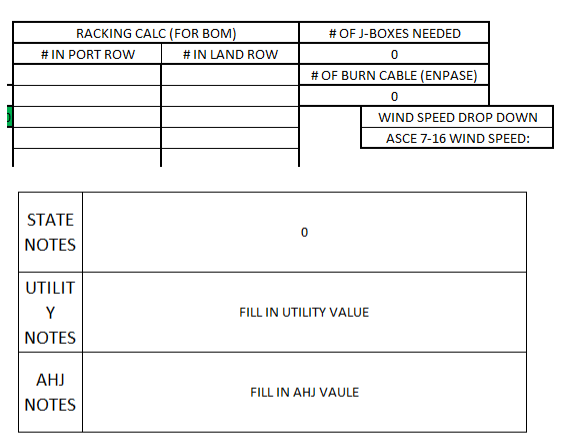 RACKING CALC (FOR BOM)
# OF J-BOXES NEEDED
# IN PORT ROW
# IN LAND ROW
0
# OF BURN CABLE (ENPASE)
0
WIND SPEED DROP DOWN
ASCE 7-16 WIND SPEED:
STATE
NOTES
0
UTILIT
Y
NOTES
FILL IN UTILITY VALUE
AHJ
NOTES
FILL IN AHJ VAULE